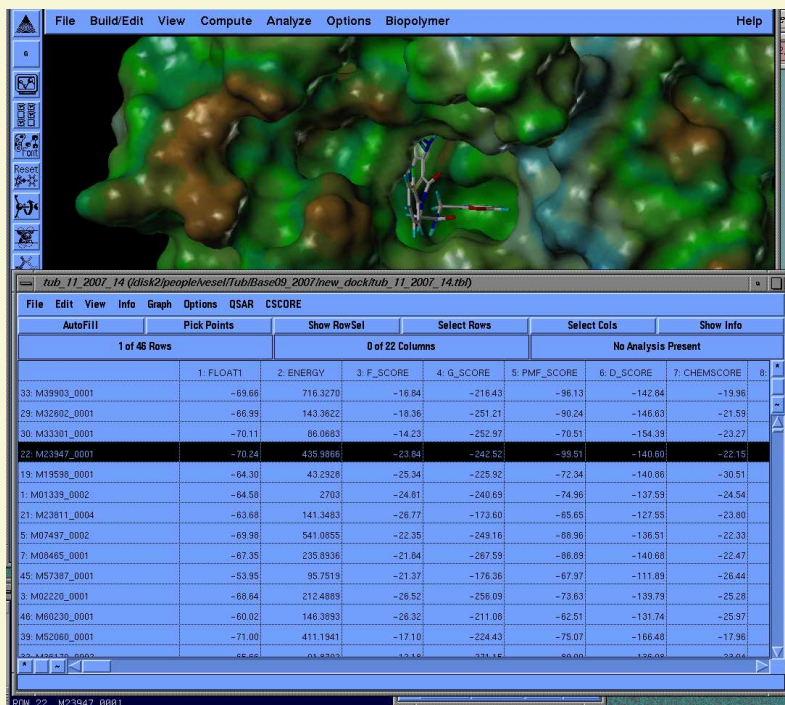 File Build/Edit View Compute Analyze Options Biopolymer Help
G
Font
Reset
tub_11_2007_14 (/disk2/people/vesel/Tub/Base09_2007/new_dock/tub_11_2007_14.tbl)
File Edit View Info Graph Options QSAR CSCORE
AutoFill Pick Points Show RowSel Select Rows Select Cols Show Info
1 of 46 Rows 0 of 22 Columns No Analysis Present
1: FLOAT1 2: ENERGY 3: F_SCORE 4: G_SCORE 5: PMF_SCORE 6: D_SCORE 7: CHEMSCORE 8:
33: M39903_0001 -69.66 716.3270 -16.84 -216.43 -96.13 -142.84 -19.96
29: M32602_0001 -66.99 143.3622 -18.36 -251.21 -90.24 -146.63 -21.59
30: M33301_0001 -70.11 86.0683 -14.23 -252.97 -70.51 -154.39 -23.27
22: M23947_0001 -70.24 435.9866 -23.84 -242.52 -99.51 -140.60 -22.15
19: M19598_0001 -64.30 43.2928 -25.34 -225.92 -72.34 -140.86 -30.51
1: M01339_0002 -64.58 2703 -24.81 -240.69 -74.96 -137.59 -24.54
21: M23811_0004 -63.68 141.3483 -26.77 -173.60 -65.65 -127.55 -23.80
5: M07497_0002 -69.98 541.0855 -22.35 -249.16 -88.96 -136.51 -22.33
7: M08465_0001 -67.35 235.8936 -21.84 -267.59 -86.89 -140.68 -22.47
45: M57387_0001 -53.95 95.7519 -21.37 -176.36 -67.97 -111.89 -26.44
3: M02220_0001 -68.64 212.4889 -26.52 -256.09 -73.63 -139.79 -25.28
46: M60230_0001 -60.02 146.3893 -26.32 -211.08 -62.51 -131.74 -25.97
39: M52060_0001 -71.00 411.1941 -17.10 -224.43 -75.07 -166.48 -17.96
ROW 22 M23947_0001